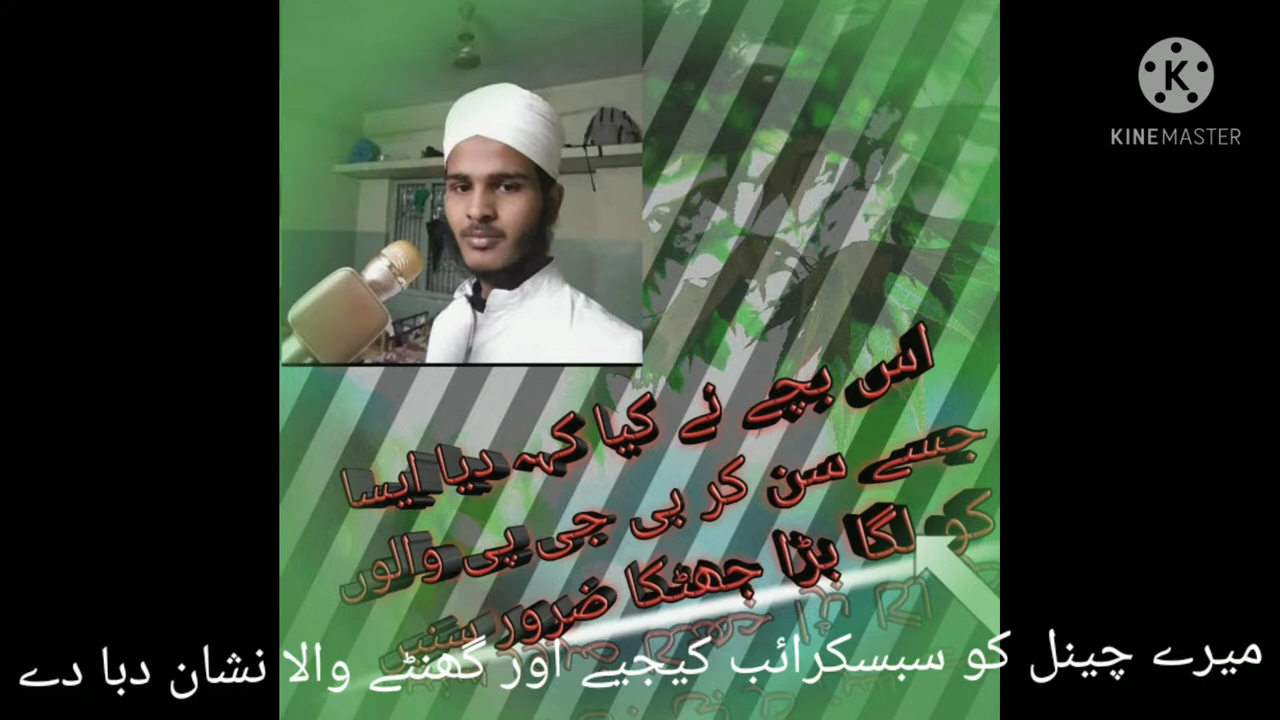 KINEMASTER
اس بچے نے کیا کہہ دیا ایسا
جسے سن کر بی جی پی والوں
کو لگا بڑا جھٹکا ضرور سنیں
میرے چینل کو سبسکرائب کیجیے اور گھنٹے والا نشان دبا دے